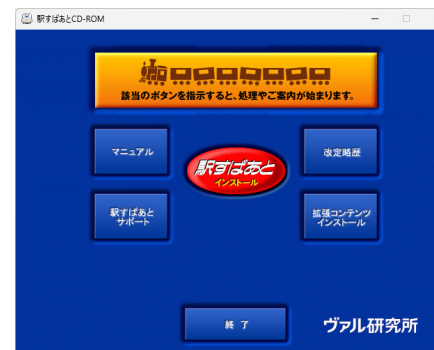 駅すぱあとCD-ROM
該当のボタンを指示すると、処理やご案内が始まります。
マニュアル
駅すぱあと
インストール
改定略歴
駅すぱあと
サポート
拡張コンテンツ
インストール
終 了
ヴァル研究所